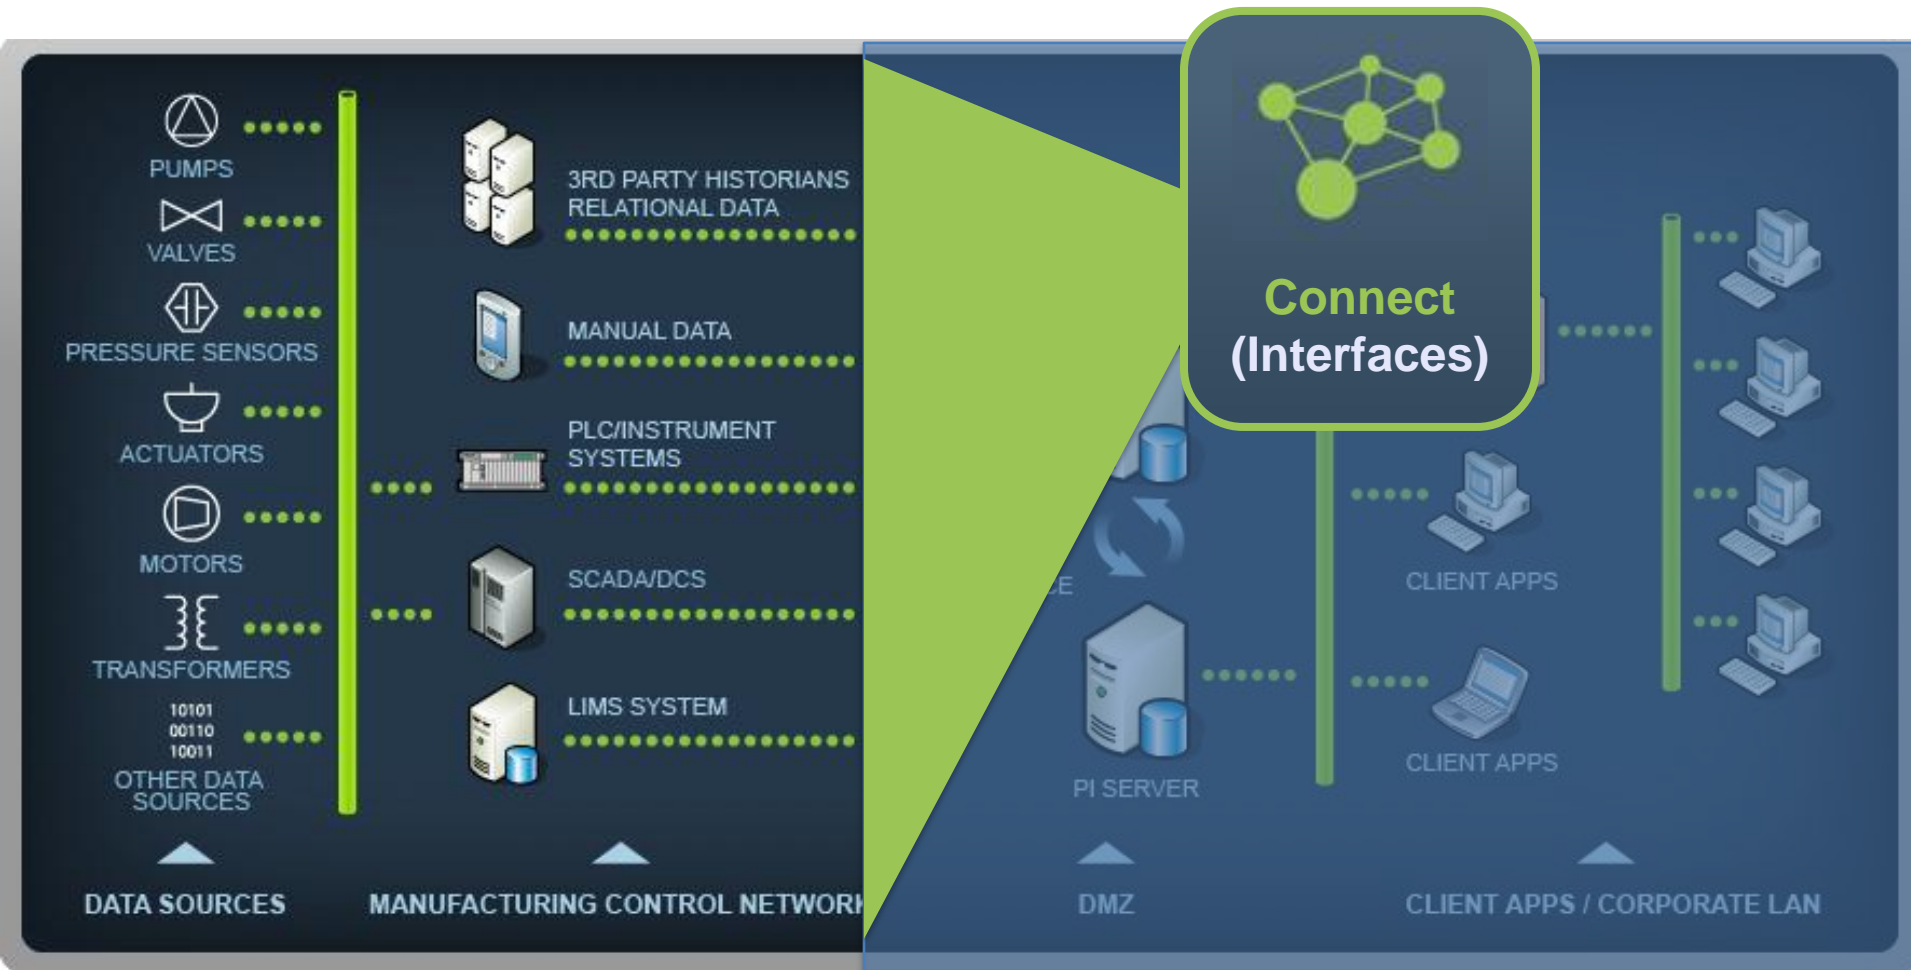 PUMPS
VALVES
PRESSURE SENSORS
ACTUATORS
MOTORS
TRANSFORMERS
10101
00110
10011
OTHER DATA
SOURCES
DATA SOURCES
3RD PARTY HISTORIANS
RELATIONAL DATA
MANUAL DATA
PLC/INSTRUMENT
SYSTEMS
SCADA/DCS
LIMS SYSTEM
MANUFACTURING CONTROL NETWORK
Connect
(Interfaces)
CE
PI SERVER
DMZ
CLIENT APPS
CLIENT APPS
CLIENT APPS / CORPORATE LAN